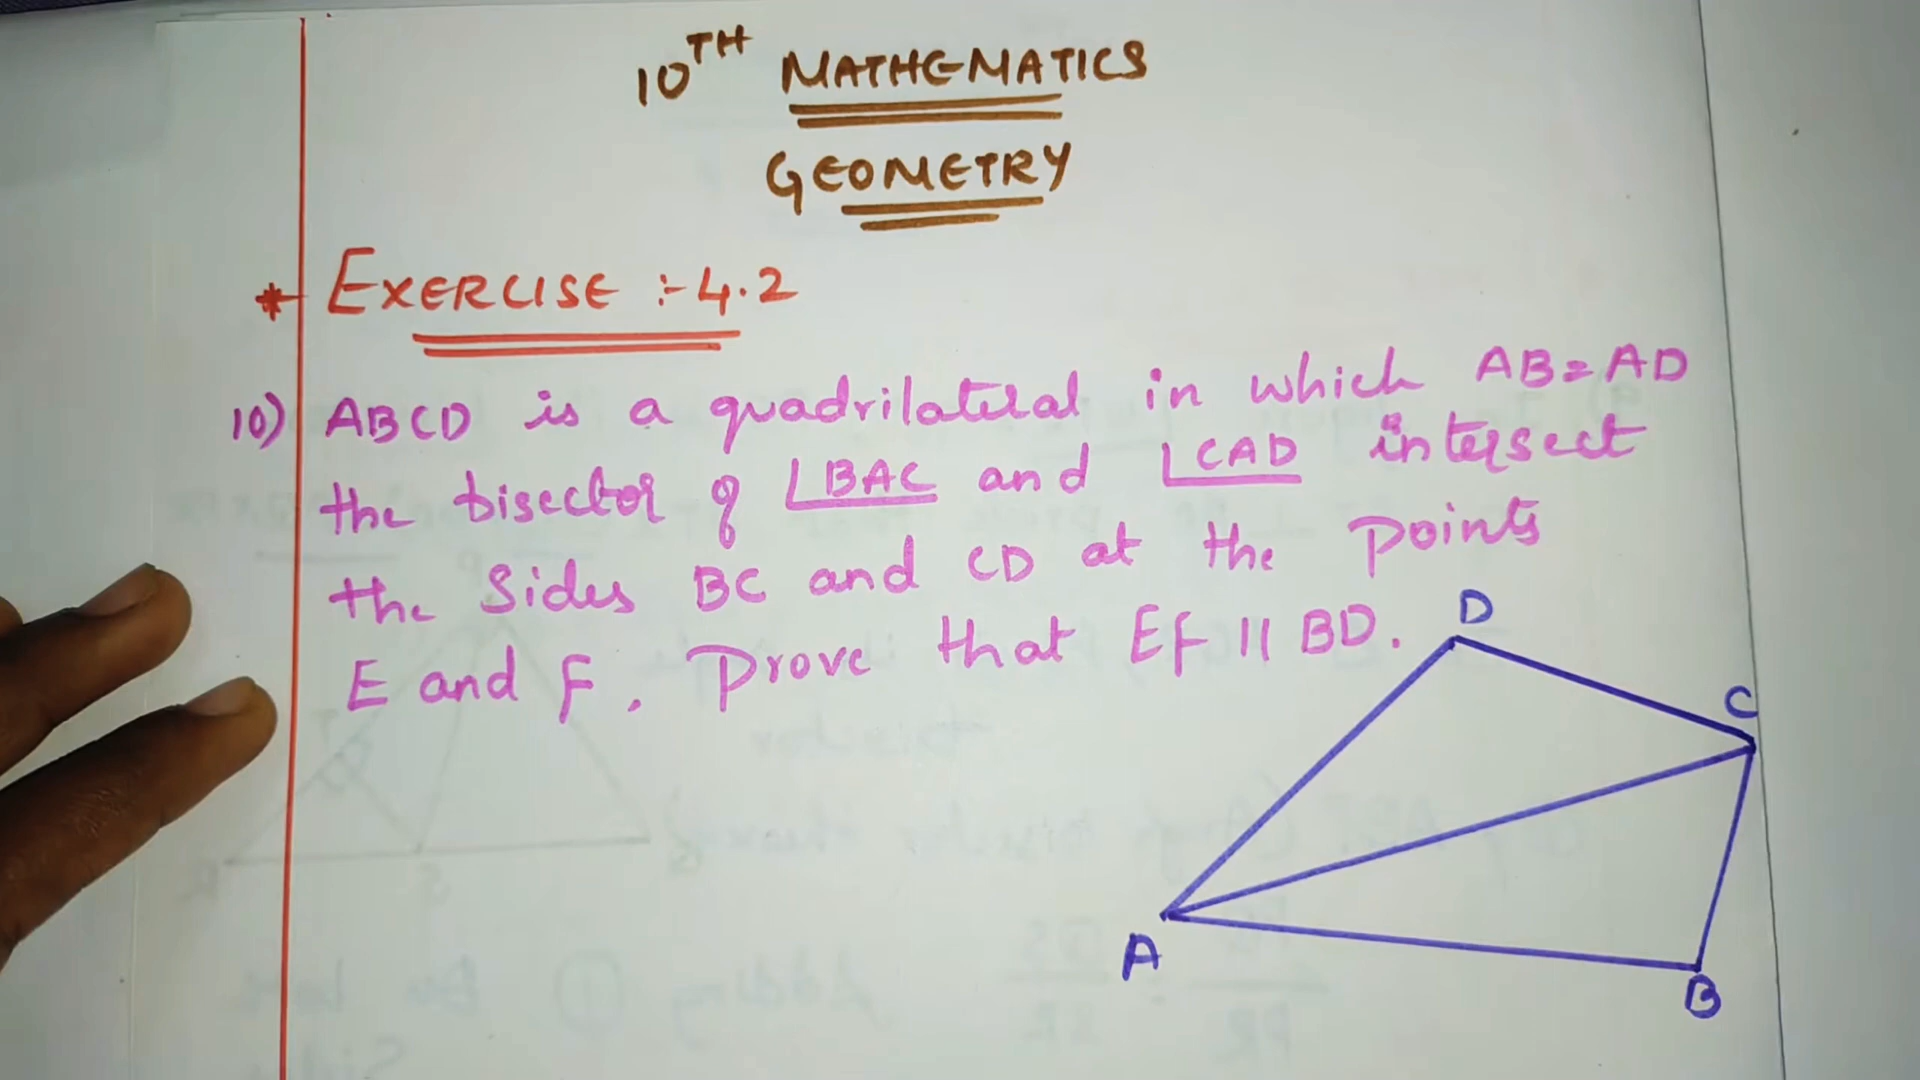 10TH MATHEMATICS
GEOMETRY
* EXERCISE :- 4.2
10) ABCD is a quadrilateral in which AB = AD
the bisector of ∠BAC and ∠CAD intersect
the sides BC and CD at the points
E and F. Prove that EF || BD.
D
C
A
B